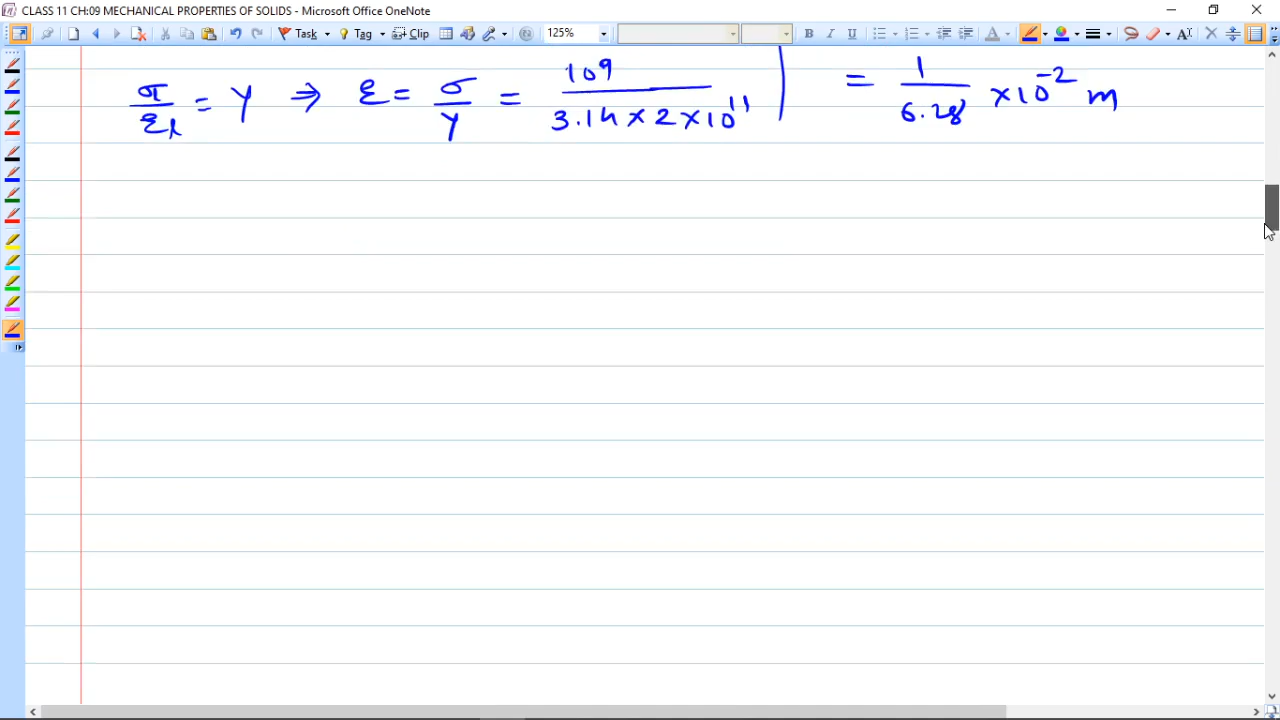 CLASS 11 CH:09 MECHANICAL PROPERTIES OF SOLIDS - Microsoft Office OneNote
Task Tag Clip 125% B I U A
σ/ε_l = Y ⇒ ε = σ/Y = 10^9/(3.14 × 2 × 10^11) | = 1/6.28 × 10^-2 m